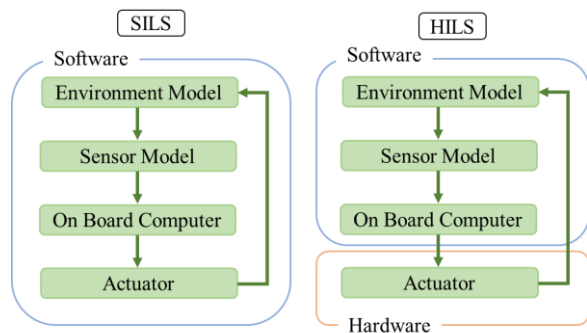 SILS
Software
Environment Model
Sensor Model
On Board Computer
Actuator
HILS
Software
Environment Model
Sensor Model
On Board Computer
Actuator
Hardware